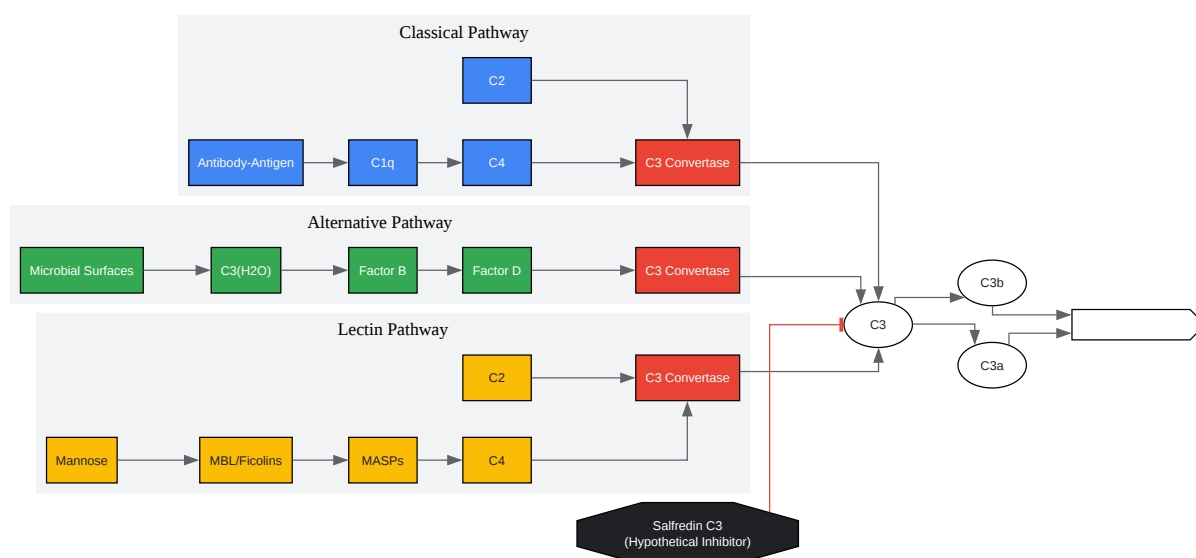 Classical Pathway
C2
Antibody-Antigen
C1q
C4
C3 Convertase
Alternative Pathway
Microbial Surfaces
C3(H2O)
Factor B
Factor D
C3 Convertase
Lectin Pathway
C2
C3 Convertase
Mannose
MBL/Ficolins
MASPs
C4
C3
C3b
C3a
Salfredin C3
(Hypothetical Inhibitor)